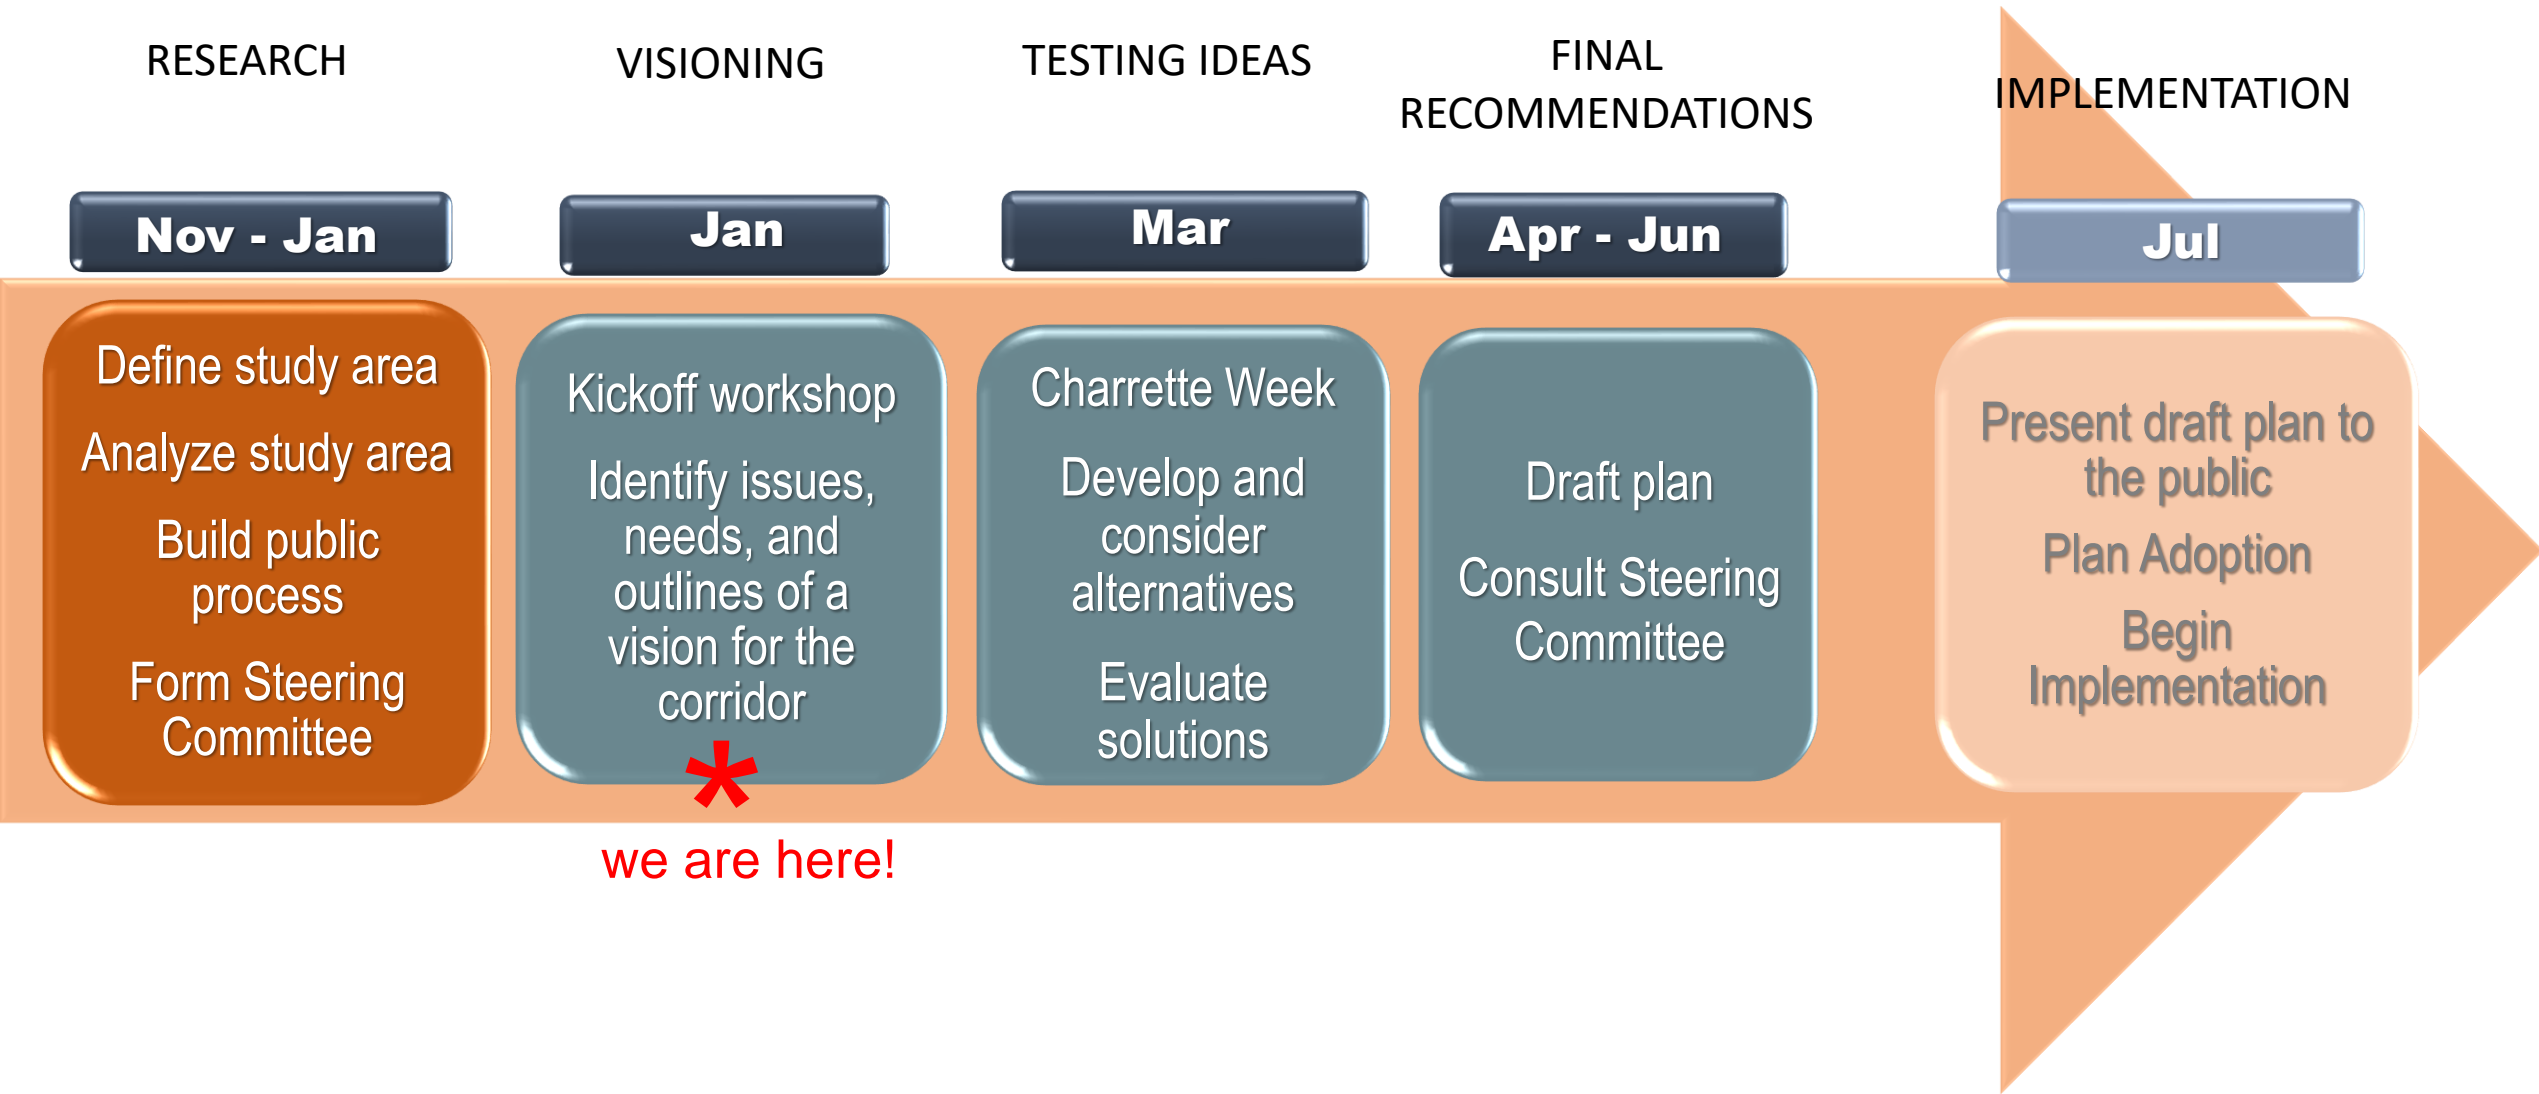 RESEARCH
VISIONING
TESTING IDEAS
FINAL
RECOMMENDATIONS
IMPLEMENTATION
Nov - Jan
Jan
Mar
Apr - Jun
Jul
Define study area
Analyze study area
Build public
process
Form Steering
Committee
Kickoff workshop
Identify issues,
needs, and
outlines of a
vision for the
corridor
*
we are here!
Charrette Week
Develop and
consider
alternatives
Evaluate
solutions
Draft plan
Consult Steering
Committee
Present draft plan to
the public
Plan Adoption
Begin
Implementation